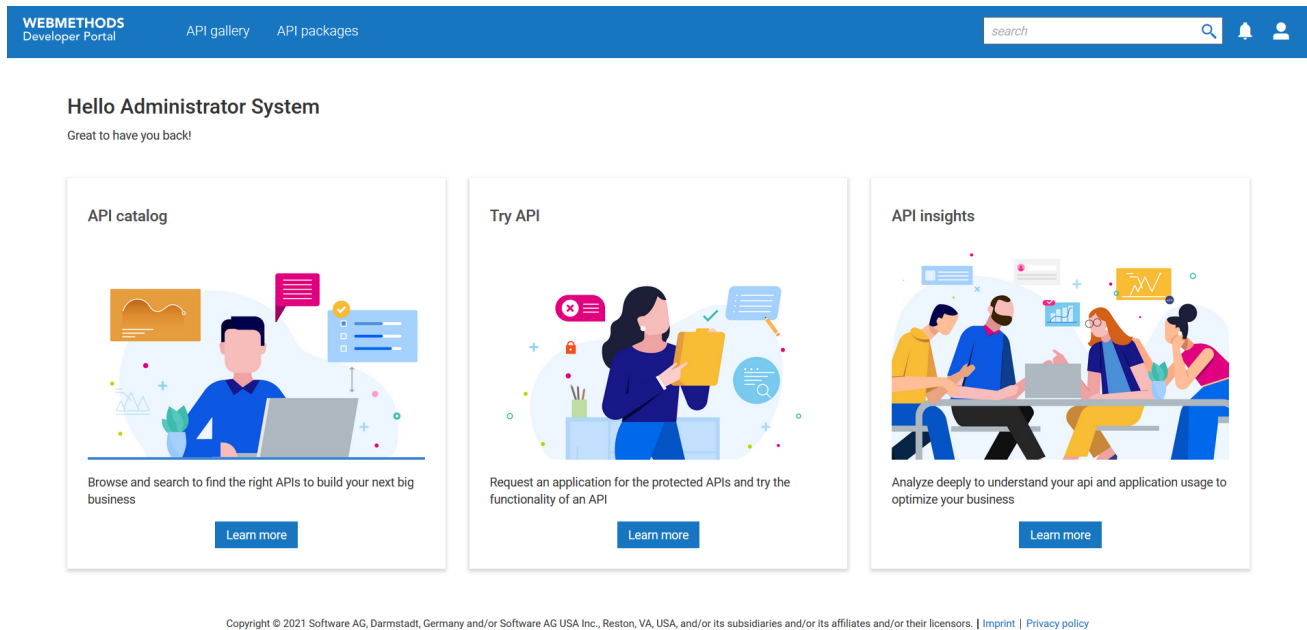 WEBMETHODS
Developer Portal
API gallery
API packages
search
Hello Administrator System
Great to have you back!
API catalog
Browse and search to find the right APIs to build your next big
business
Learn more
Try API
Request an application for the protected APIs and try the
functionality of an API
Learn more
API insights
Analyze deeply to understand your api and application usage to
optimize your business
Learn more
Copyright © 2021 Software AG, Darmstadt, Germany and/or Software AG USA Inc., Reston, VA, USA, and/or its subsidiaries and/or its affiliates and/or their licensors. | Imprint | Privacy policy